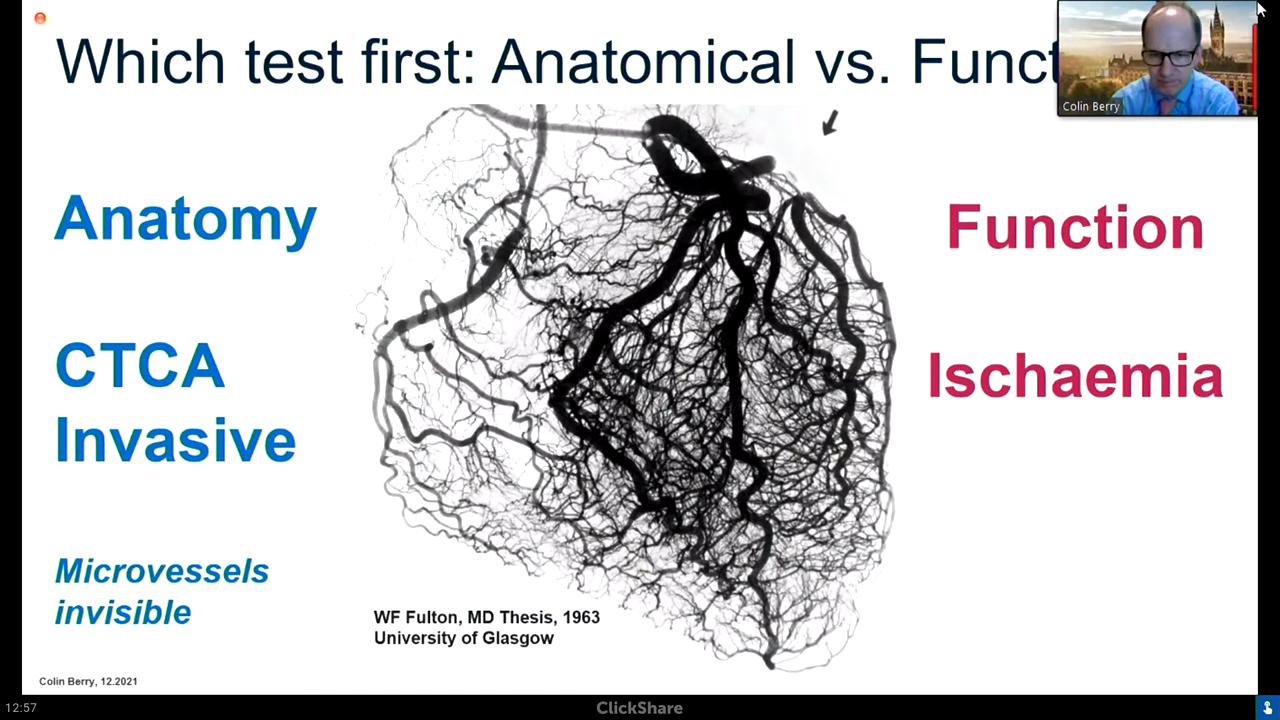 Which test first: Anatomical vs. Funct
Colin Berry
Anatomy
Function
CTCA
Invasive
Ischaemia
Microvessels
invisible
WF Fulton, MD Thesis, 1963
University of Glasgow
Colin Berry, 12.2021
12:57
ClickShare